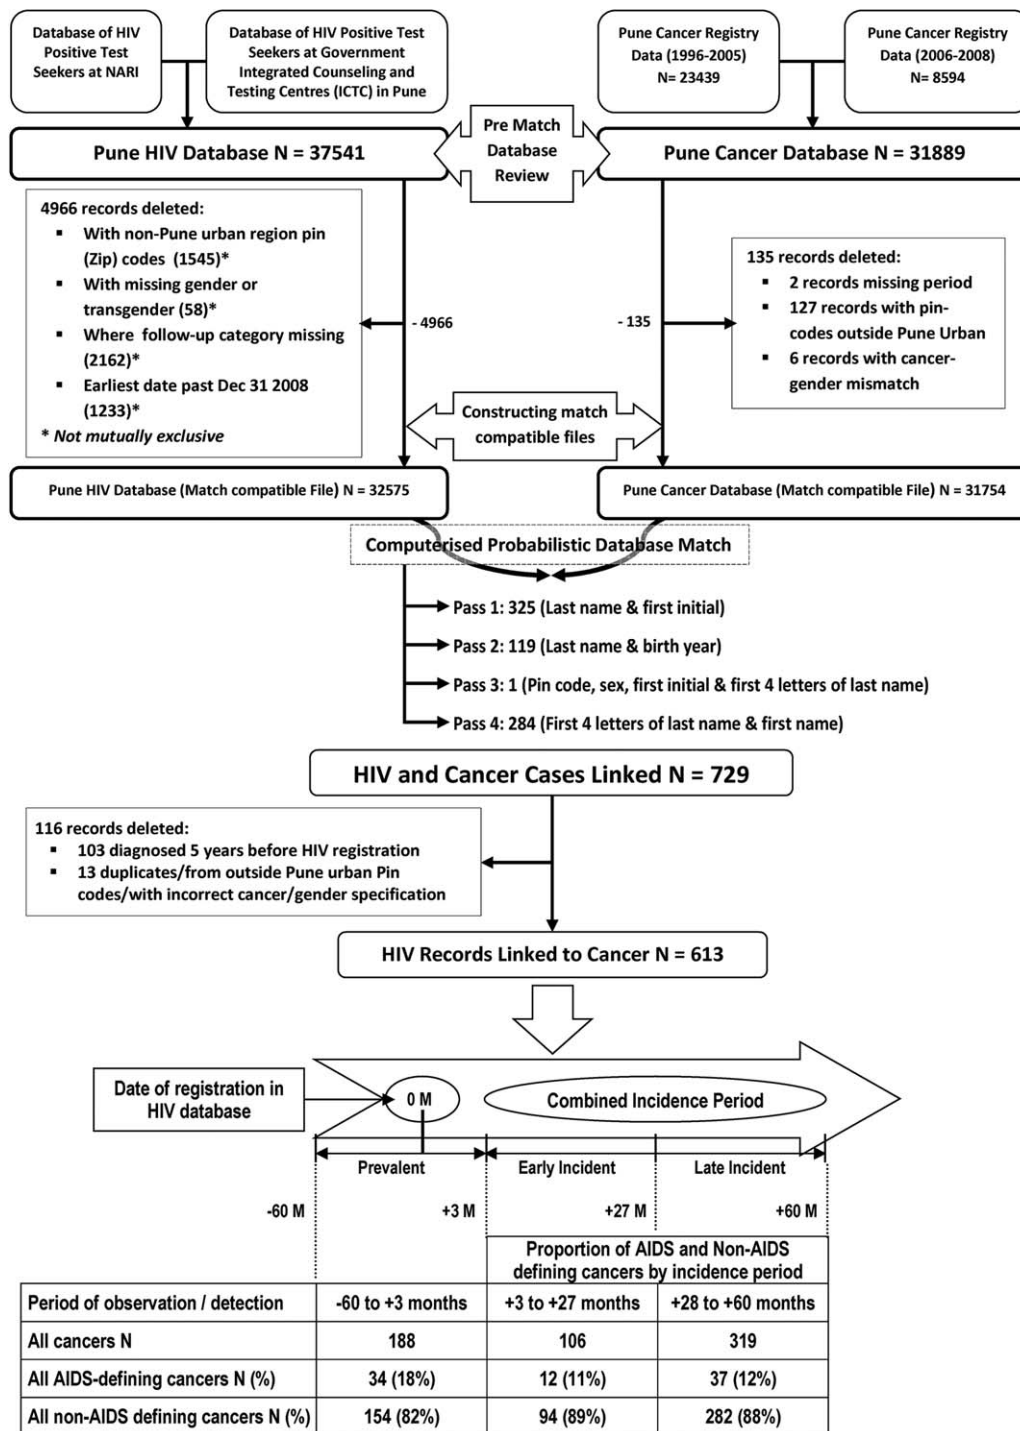 Database of HIV
Positive Test
Seekers at NARI
Database of HIV Positive Test
Seekers at Government
Integrated Counseling and
Testing Centres (ICTC) in Pune
Pune Cancer Registry
Data (1996-2005)
N= 23439
Pune Cancer Registry
Data (2006-2008)
N= 8594
Pune HIV Database N = 37541
Pre Match
Database
Review
Pune Cancer Database N = 31889
4966 records deleted:
▪ With non-Pune urban region pin
(Zip) codes (1545)*
▪ With missing gender or
transgender (58)*
▪ Where follow-up category missing
(2162)*
▪ Earliest date past Dec 31 2008
(1233)*
* Not mutually exclusive
- 4966
- 135
135 records deleted:
▪ 2 records missing period
▪ 127 records with pin-
codes outside Pune Urban
▪ 6 records with cancer-
gender mismatch
Constructing match
compatible files
Pune HIV Database (Match compatible File) N = 32575
Pune Cancer Database (Match compatible File) N = 31754
Computerised Probabilistic Database Match
Pass 1: 325 (Last name & first initial)
Pass 2: 119 (Last name & birth year)
Pass 3: 1 (Pin code, sex, first initial & first 4 letters of last name)
Pass 4: 284 (First 4 letters of last name & first name)
HIV and Cancer Cases Linked N = 729
116 records deleted:
▪ 103 diagnosed 5 years before HIV registration
▪ 13 duplicates/from outside Pune urban Pin
codes/with incorrect cancer/gender specification
HIV Records Linked to Cancer N = 613
Date of registration in
HIV database
0 M
Combined Incidence Period
Prevalent
Early Incident
Late Incident
-60 M
+3 M
+27 M
+60 M
Proportion of AIDS and Non-AIDS
defining cancers by incidence period
Period of observation / detection -60 to +3 months +3 to +27 months +28 to +60 months
All cancers N 188 106 319
All AIDS-defining cancers N (%) 34 (18%) 12 (11%) 37 (12%)
All non-AIDS defining cancers N (%) 154 (82%) 94 (89%) 282 (88%)